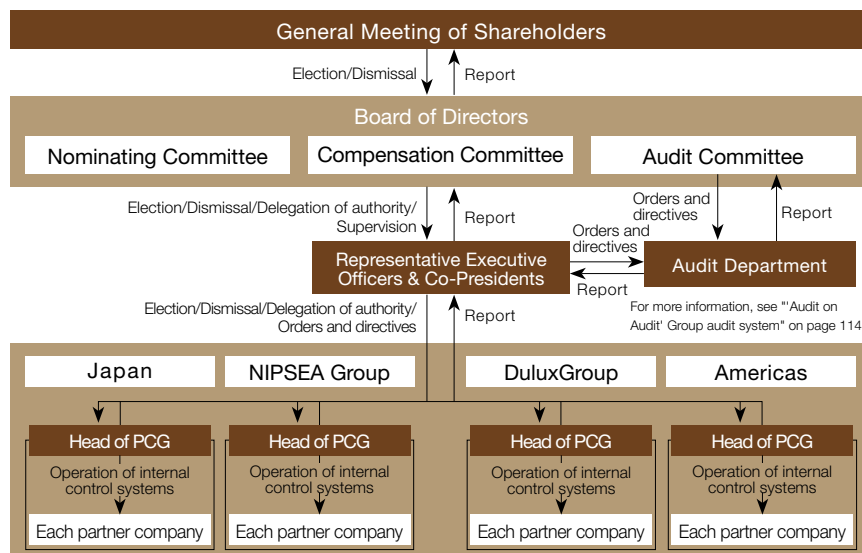 General Meeting of Shareholders
Election/Dismissal
Report
Board of Directors
Nominating Committee
Compensation Committee
Audit Committee
Election/Dismissal/Delegation of authority/
Supervision
Report
Orders and
directives
Report
Orders and
directives
Representative Executive
Officers & Co-Presidents
Audit Department
Report
For more information, see "'Audit on
Audit' Group audit system" on page 114
Election/Dismissal/Delegation of authority/
Orders and directives
Report
Japan
NIPSEA Group
DuluxGroup
Americas
Head of PCG
Head of PCG
Head of PCG
Head of PCG
Operation of internal
control systems
Operation of internal
control systems
Operation of internal
control systems
Operation of internal
control systems
Each partner company
Each partner company
Each partner company
Each partner company